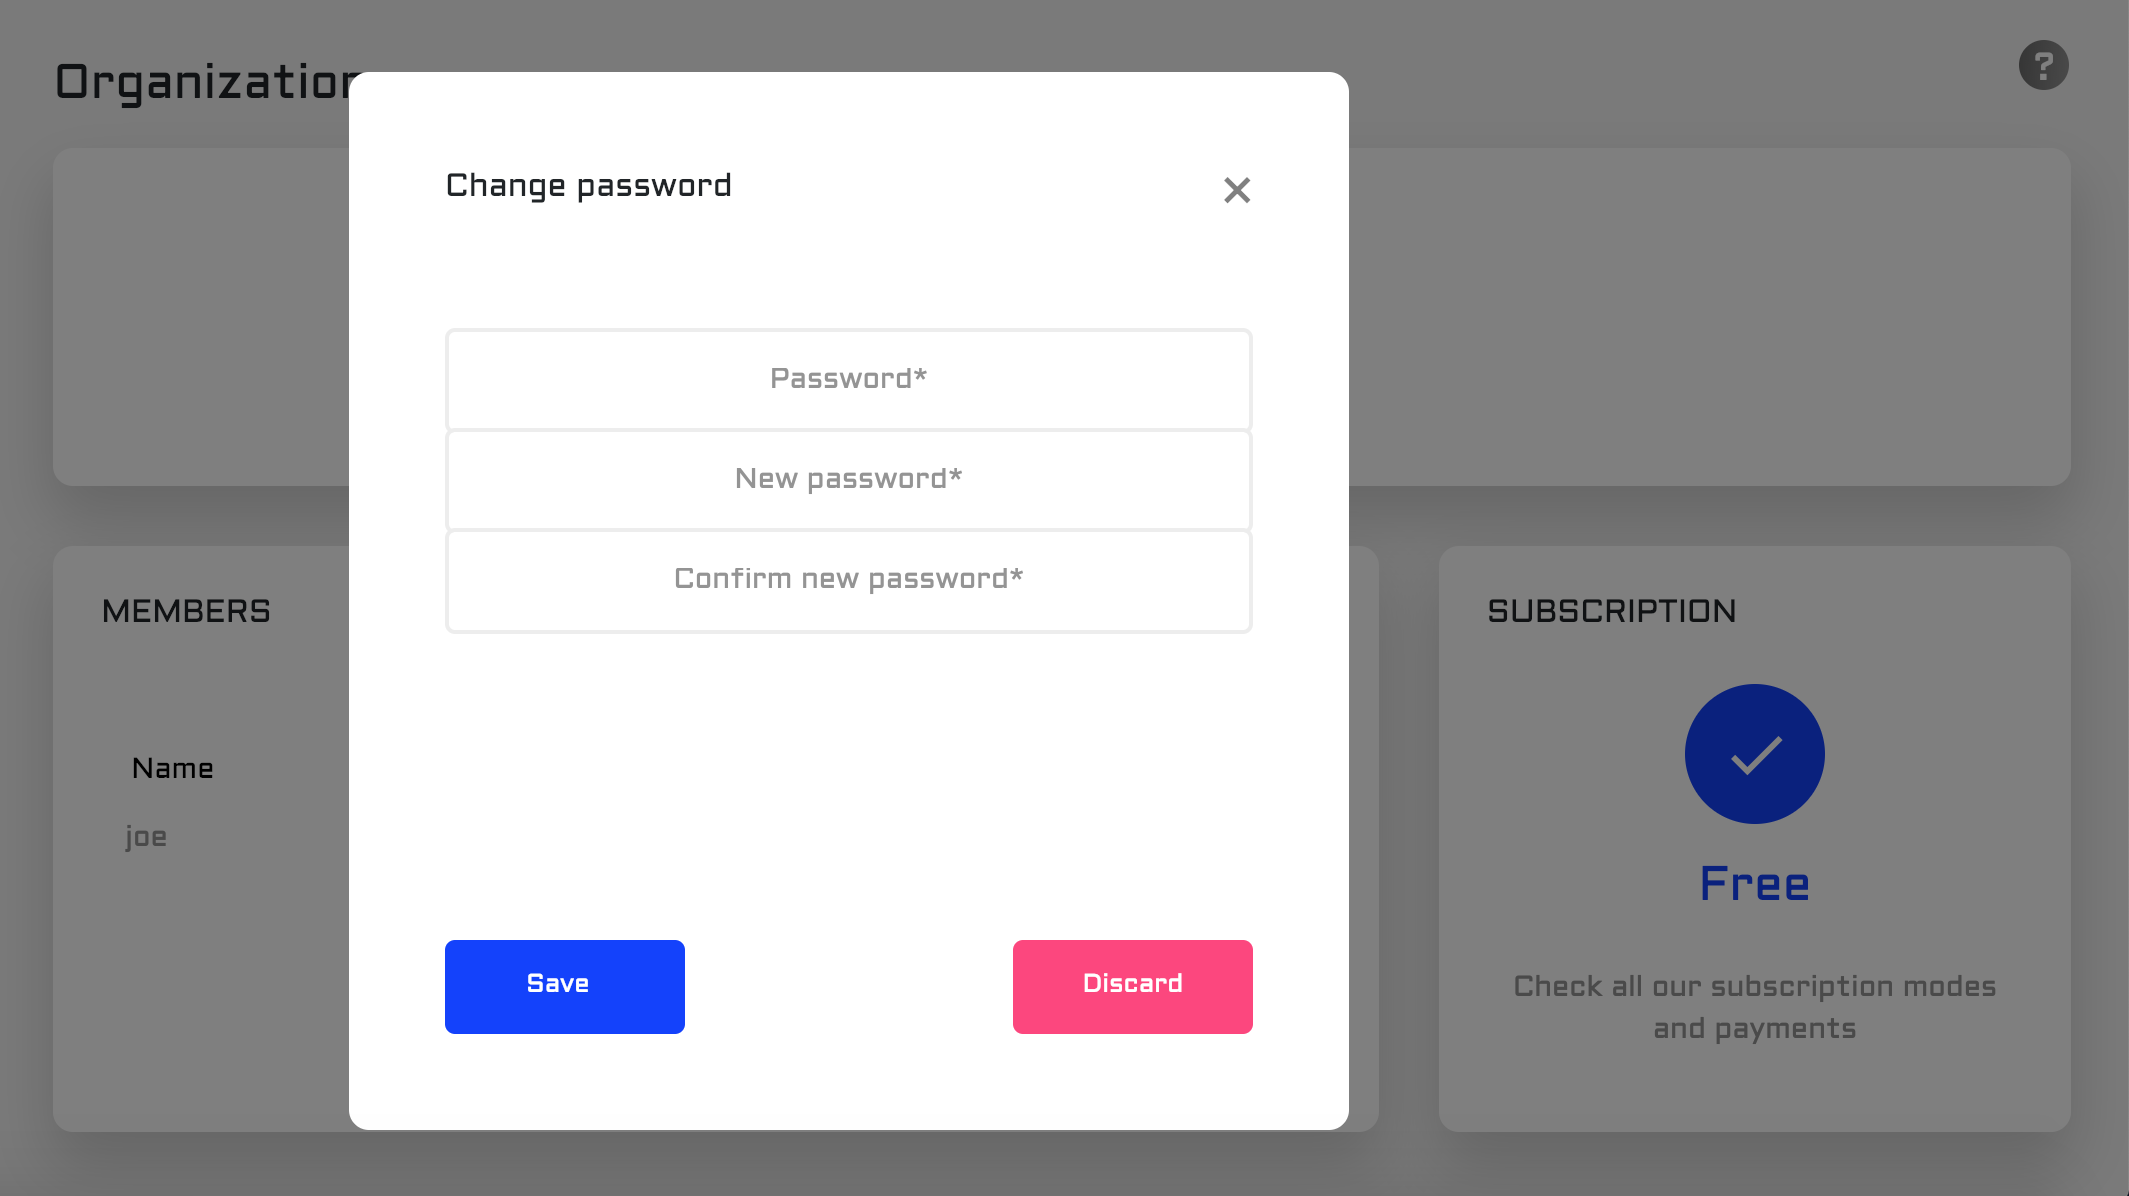 Organization
?
Change password
Password*
New password*
Confirm new password*
MEMBERS
Name
joe
Save
Discard
SUBSCRIPTION
Free
Check all our subscription modes
and payments